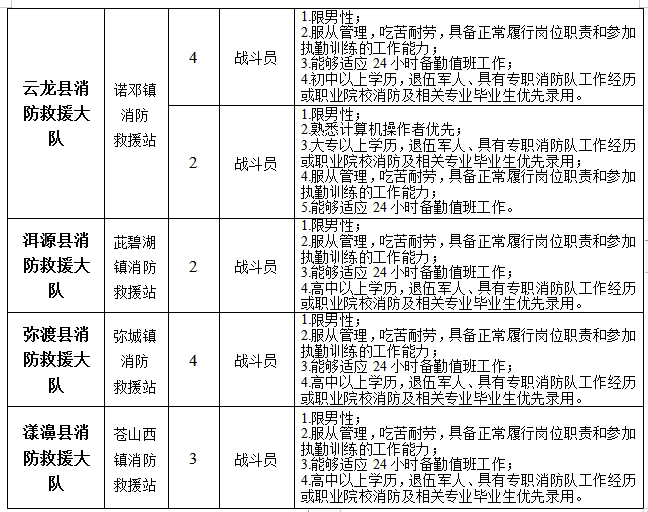 云龙县消
防救援大
队
诺邓镇
消防
救援站
4
战斗员
1.限男性；
2.服从管理，吃苦耐劳，具备正常履行岗位职责和参加
执勤训练的工作能力；
3.能够适应 24 小时备勤值班工作；
4.初中以上学历，退伍军人、具有专职消防队工作经历
或职业院校消防及相关专业毕业生优先录用。
2
战斗员
1.限男性；
2.熟悉计算机操作者优先；
3.大专以上学历，退伍军人、具有专职消防队工作经历
或职业院校消防及相关专业毕业生优先录用；
4.服从管理，吃苦耐劳，具备正常履行岗位职责和参加
执勤训练的工作能力；
5.能够适应 24 小时备勤值班工作。
洱源县消
防救援大
队
茈碧湖
镇消防
救援站
2
战斗员
1.限男性；
2.服从管理，吃苦耐劳，具备正常履行岗位职责和参加
执勤训练的工作能力；
3.能够适应 24 小时备勤值班工作；
4.高中以上学历，退伍军人、具有专职消防队工作经历
或职业院校消防及相关专业毕业生优先录用。
弥渡县消
防救援大
队
弥城镇
消防
救援站
4
战斗员
1.限男性；
2.服从管理，吃苦耐劳，具备正常履行岗位职责和参加
执勤训练的工作能力；
3.能够适应 24 小时备勤值班工作；
4.高中以上学历，退伍军人、具有专职消防队工作经历
或职业院校消防及相关专业毕业生优先录用。
漾濞县消
防救援大
队
苍山西
镇消防
救援站
3
战斗员
1.限男性；
2.服从管理，吃苦耐劳，具备正常履行岗位职责和参加
执勤训练的工作能力；
3.能够适应 24 小时备勤值班工作；
4.高中以上学历，退伍军人、具有专职消防队工作经历
或职业院校消防及相关专业毕业生优先录用。